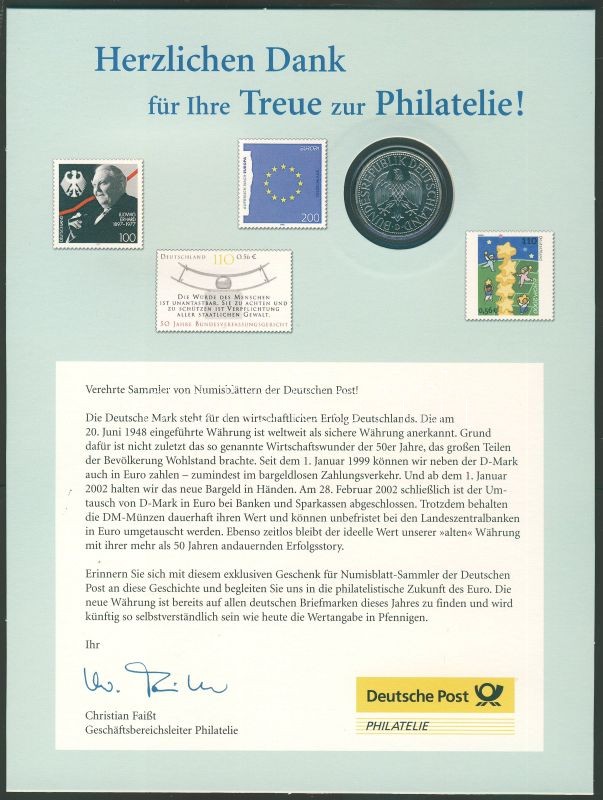 Herzlichen Dank
für Ihre Treue zur Philatelie!
LUDWIG
ERHARD
1897-1977
DEUTSCHLAND
100
AUFBRUCH NACH EUROPA
EUROPA
200
BUNDESREPUBLIK DEUTSCHLAND
D
DEUTSCHLAND 110 0,56 €
DIE WÜRDE DES MENSCHEN
IST UNANTASTBAR. SIE ZU ACHTEN UND
ZU SCHÜTZEN IST VERPFLICHTUNG
ALLER STAATLICHEN GEWALT.
50 JAHRE BUNDESVERFASSUNGSGERICHT
110
0,56€
Verehrte Sammler von Numisblättern der Deutschen Post!
Die Deutsche Mark steht für den wirtschaftlichen Erfolg Deutschlands. Die am
20. Juni 1948 eingeführte Währung ist weltweit als sichere Währung anerkannt. Grund
dafür ist nicht zuletzt das so genannte Wirtschaftswunder der 50er Jahre, das großen Teilen
der Bevölkerung Wohlstand brachte. Seit dem 1. Januar 1999 können wir neben der D-Mark
auch in Euro zahlen – zumindest im bargeldlosen Zahlungsverkehr. Und ab dem 1. Januar
2002 halten wir das neue Bargeld in Händen. Am 28. Februar 2002 schließlich ist der Um-
tausch von D-Mark in Euro bei Banken und Sparkassen abgeschlossen. Trotzdem behalten
die DM-Münzen dauerhaft ihren Wert und können unbefristet bei den Landeszentralbanken
in Euro umgetauscht werden. Ebenso zeitlos bleibt der ideelle Wert unserer »alten« Währung
mit ihrer mehr als 50 Jahren andauernden Erfolgsstory.
Erinnern Sie sich mit diesem exklusiven Geschenk für Numisblatt-Sammler der Deutschen
Post an diese Geschichte und begleiten Sie uns in die philatelistische Zukunft des Euro. Die
neue Währung ist bereits auf allen deutschen Briefmarken dieses Jahres zu finden und wird
künftig so selbstverständlich sein wie heute die Wertangabe in Pfennigen.
Ihr
Christian Faißt
Geschäftsbereichsleiter Philatelie
Deutsche Post
PHILATELIE